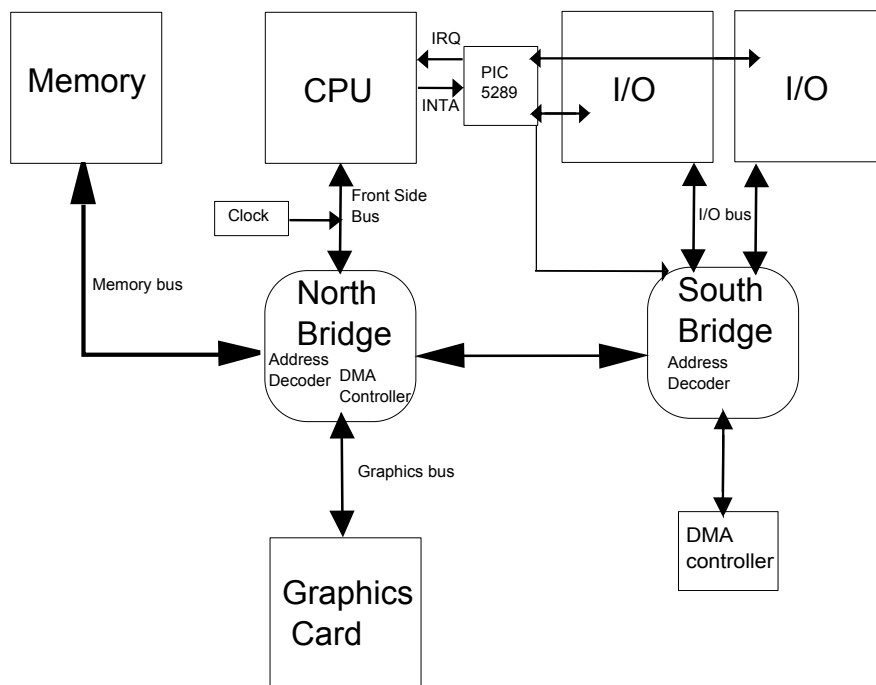 Memory
CPU
IRQ
INTA
PIC
5289
I/O
I/O
Clock
Front Side
Bus
I/O bus
Memory bus
North
Bridge
Address
Decoder
DMA
Controller
South
Bridge
Address
Decoder
Graphics bus
DMA
controller
Graphics
Card